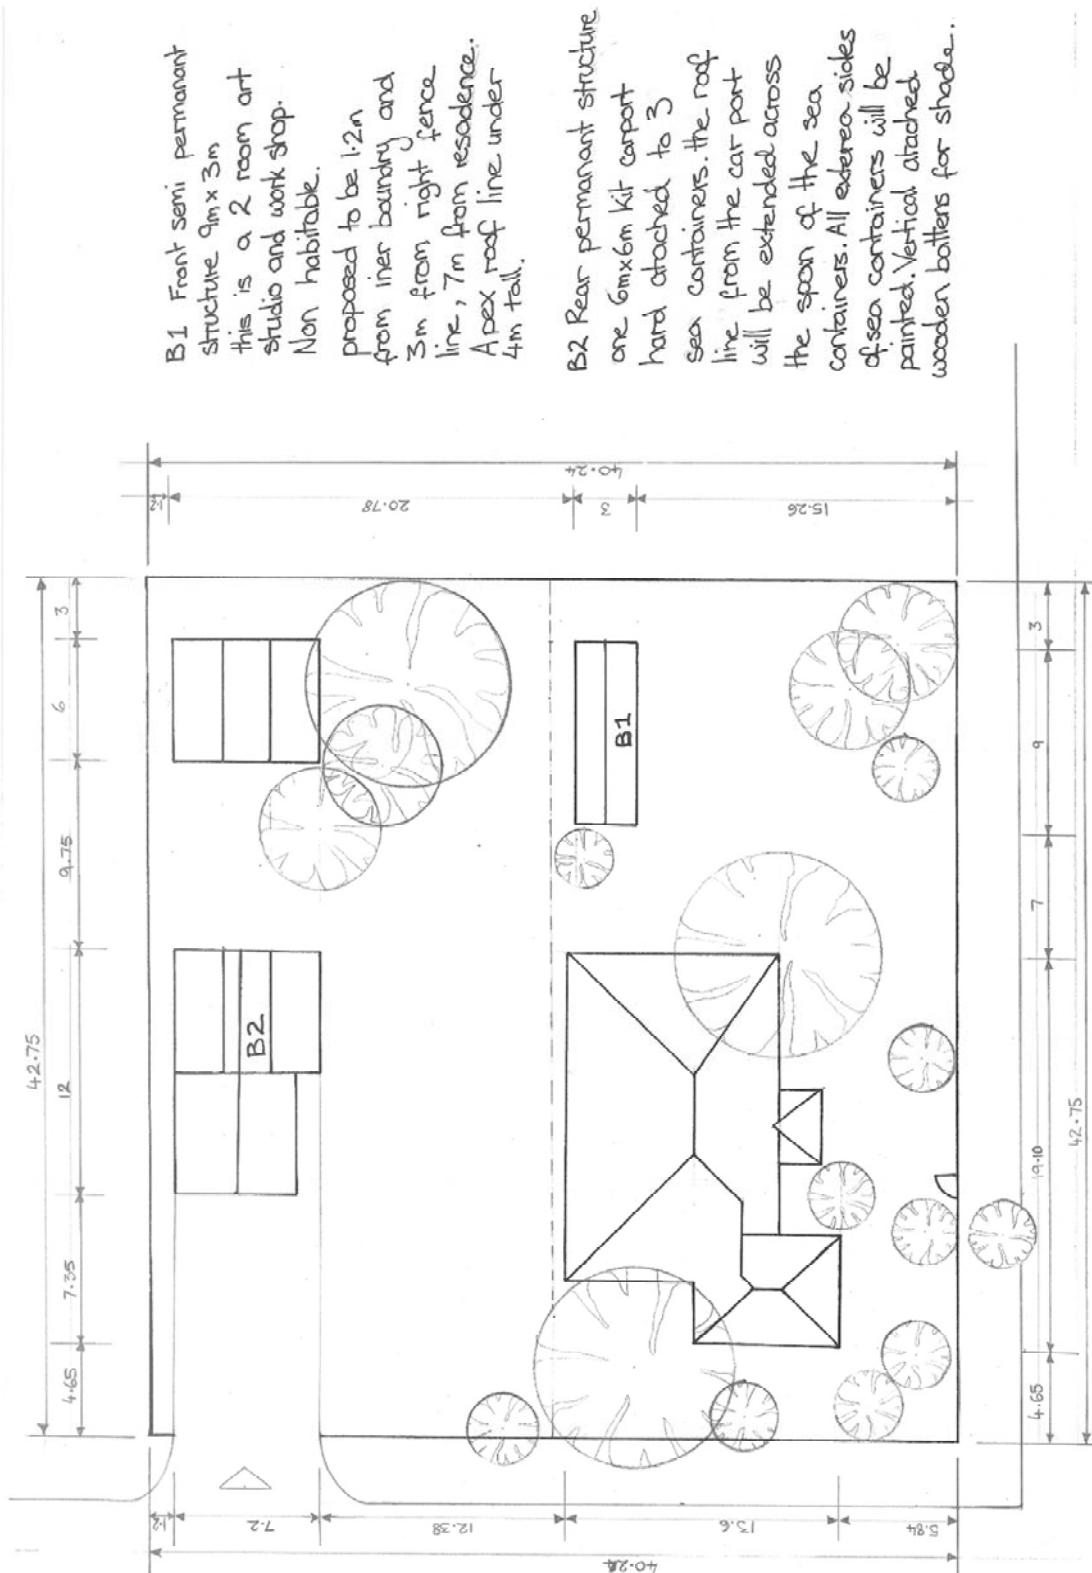 B1 Front semi permanant
structure 9m x 3m
this is a 2 room art
studio and work shop.
Non habitable.
proposed to be 1.2m
from iner boundry and
3m from right fence
line, 7m from resadence.
Apex roof line under
4m tall.
B2 Rear permanant structure
one 6mx6m kit carport
hard atached to 3
sea containers. the roof
line from the car port
will be extended across
the span of the sea
containers. All exterea sides
of sea containers will be
painted. Vertical atached
wooden battens for shade.
42.75
4.65
7.35
12
9.75
6
3
1.2
20.78
3
15.26
40.24
B2
B1
1.2
7.2
12.38
13.6
5.84
40.24
4.65
19.10
7
9
3
42.75